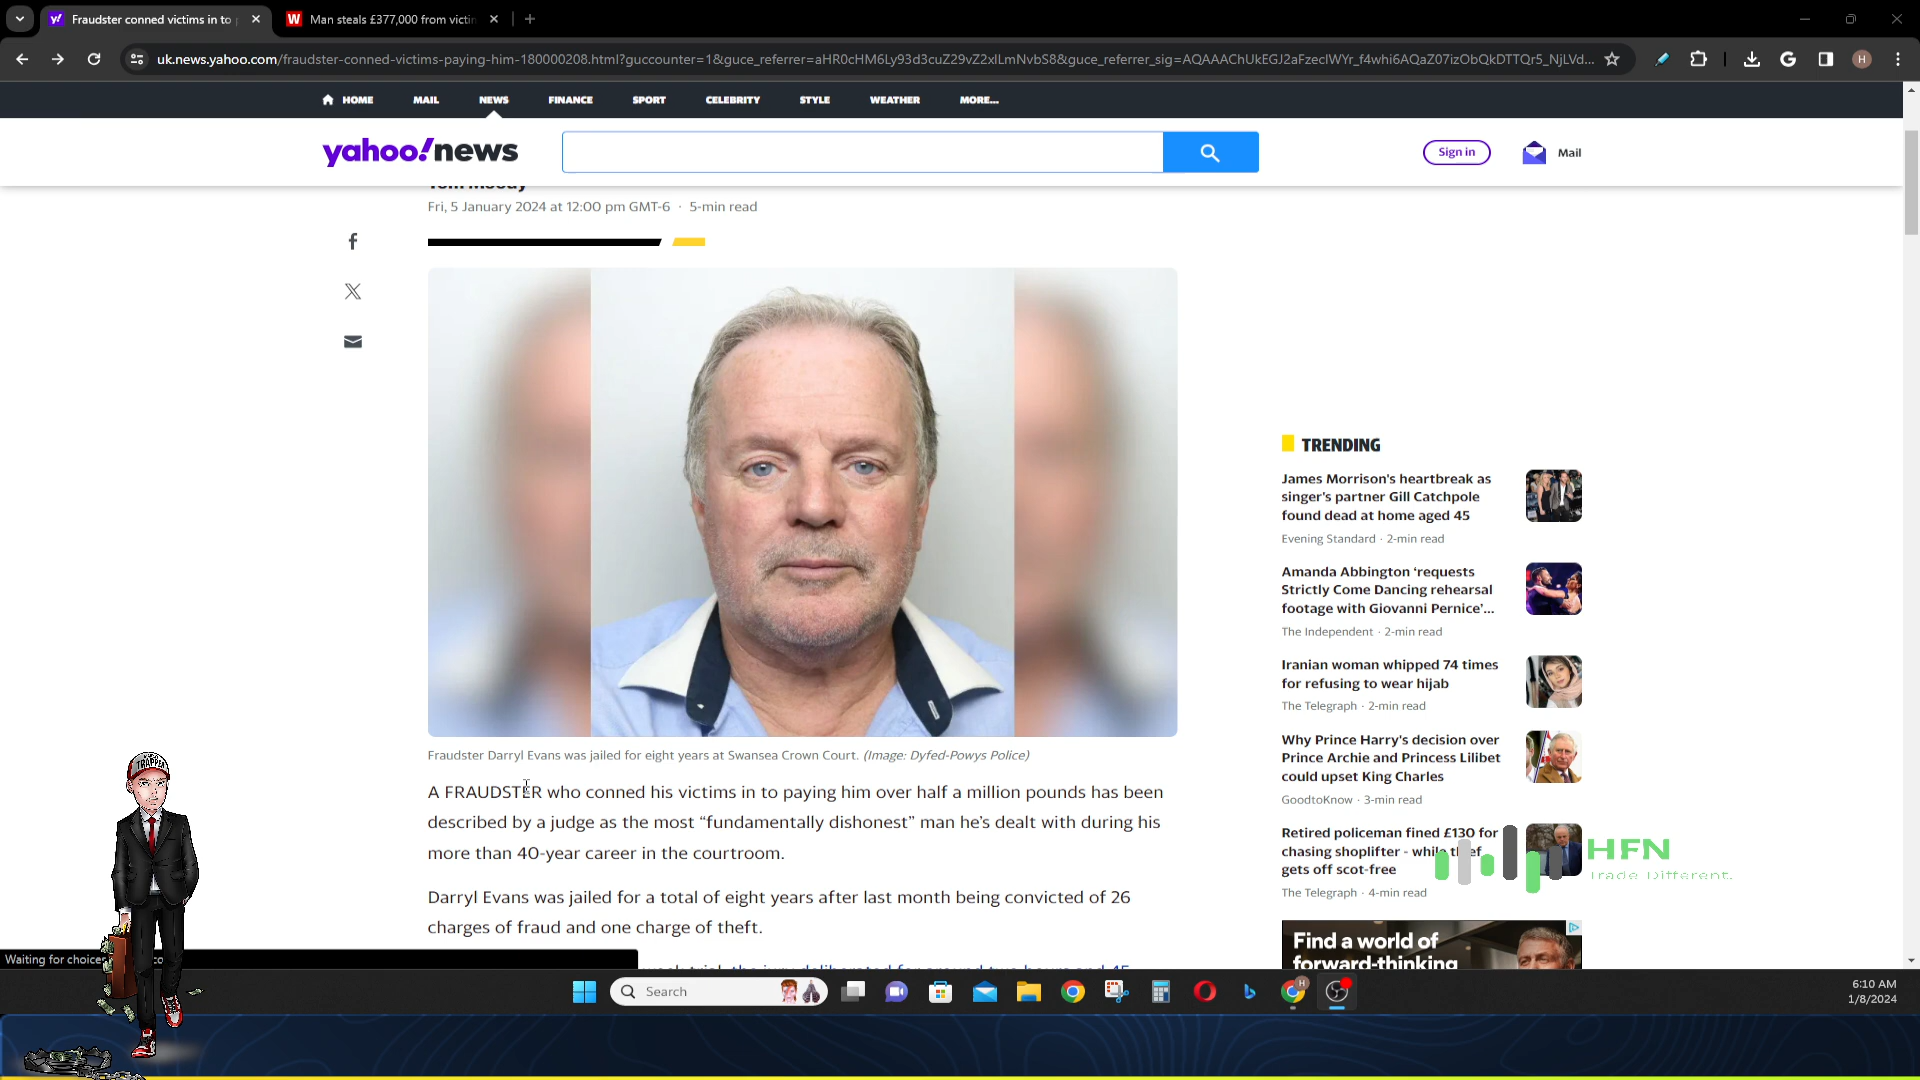 Fraudster conned victims in to
Man steals £377,000 from victim
uk.news.yahoo.com/fraudster-conned-victims-paying-him-180000208.html?guccounter=1&guce_referrer=aHR0cHM6Ly93d3cuZ29vZ2xlLmNvbS8&guce_referrer_sig=AQAAAChUkEGJ2aFzecIWYr_f4whi6AQaZ07izObQkDTTQr5_NjLVd...
H
HOME MAIL NEWS FINANCE SPORT CELEBRITY STYLE WEATHER MORE...
yahoo!news
Sign in
Mail
Fri, 5 January 2024 at 12:00 pm GMT-6 · 5-min read
Fraudster Darryl Evans was jailed for eight years at Swansea Crown Court. (Image: Dyfed-Powys Police)
A FRAUDSTER who conned his victims in to paying him over half a million pounds has been
described by a judge as the most “fundamentally dishonest” man he’s dealt with during his
more than 40-year career in the courtroom.
Darryl Evans was jailed for a total of eight years after last month being convicted of 26
charges of fraud and one charge of theft.
TRENDING
James Morrison's heartbreak as
singer's partner Gill Catchpole
found dead at home aged 45
Evening Standard · 2-min read
Amanda Abbington ‘requests
Strictly Come Dancing rehearsal
footage with Giovanni Pernice’...
The Independent · 2-min read
Iranian woman whipped 74 times
for refusing to wear hijab
The Telegraph · 2-min read
Why Prince Harry's decision over
Prince Archie and Princess Lilibet
could upset King Charles
GoodtoKnow · 3-min read
Retired policeman fined £130 for
chasing shoplifter - while thief
gets off scot-free
The Telegraph · 4-min read
HFN
Trade Different.
Find a world of
forward-thinking
TRAPPER
Waiting for choices
Search
6:10 AM
1/8/2024